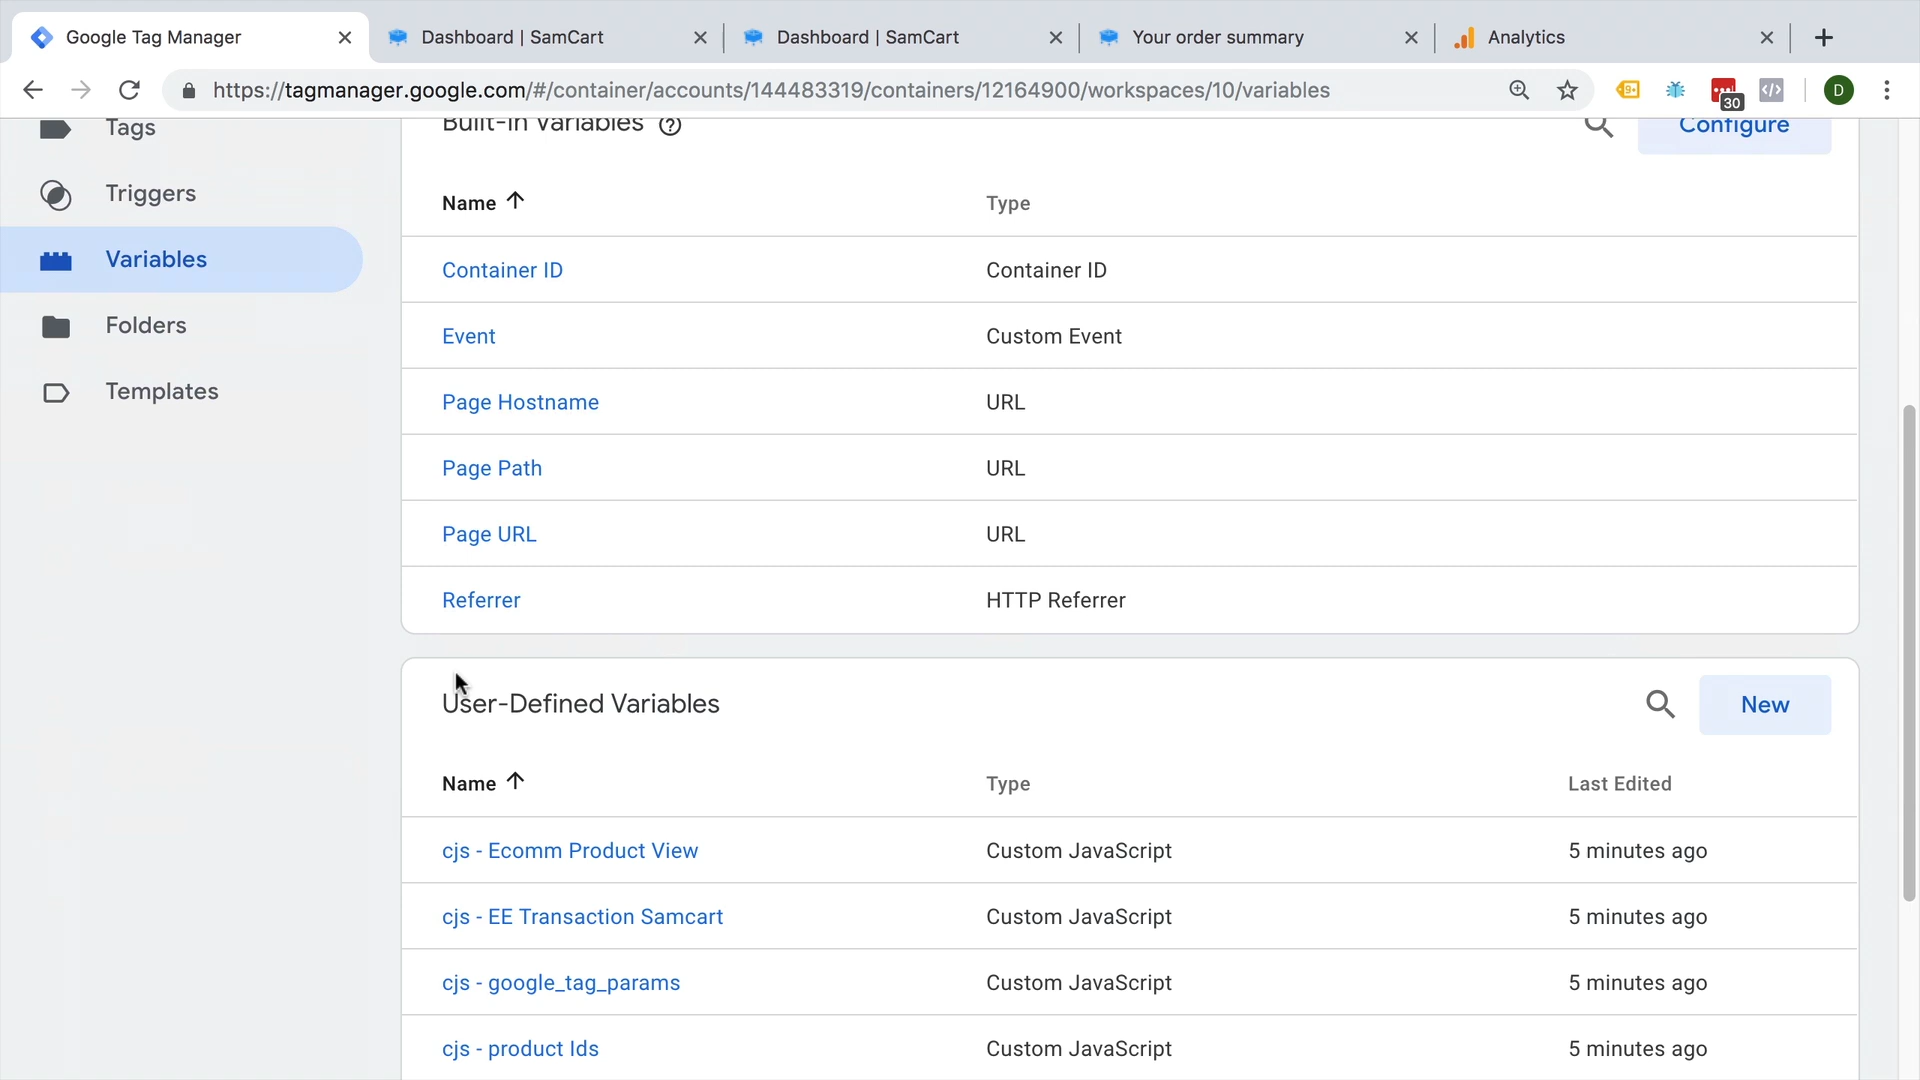 Google Tag Manager
Dashboard | SamCart
Dashboard | SamCart
Your order summary
Analytics
https://tagmanager.google.com/#/container/accounts/144483319/containers/12164900/workspaces/10/variables
9+
30
D
Tags
Triggers
Variables
Folders
Templates
Built-In Variables
Configure
Name Type
Container ID Container ID
Event Custom Event
Page Hostname URL
Page Path URL
Page URL URL
Referrer HTTP Referrer
User-Defined Variables
New
Name Type Last Edited
cjs - Ecomm Product View Custom JavaScript 5 minutes ago
cjs - EE Transaction Samcart Custom JavaScript 5 minutes ago
cjs - google_tag_params Custom JavaScript 5 minutes ago
cjs - product Ids Custom JavaScript 5 minutes ago